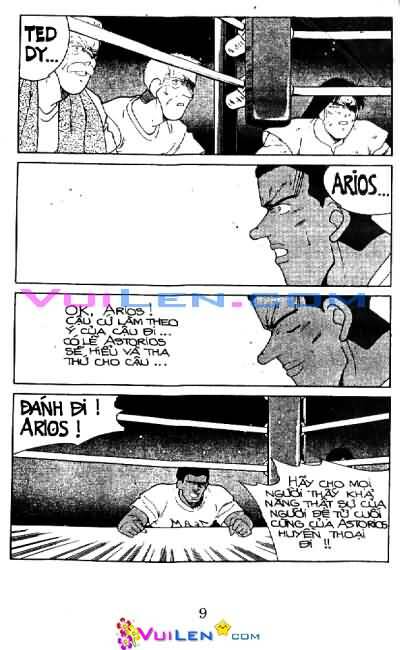 TED
DY...
ARIOS...
OK, ARIOS !
CẬU CỨ LÀM THEO
Ý CỦA CẬU ĐI ...
CÓ LẼ ASTORIOS
SẼ HIỂU VÀ THA
THỨ CHO CẬU ...
VUILEN.COM
ĐÁNH ĐI !
ARIOS !
HÃY CHO MỌI
NGƯỜI THẤY KHẢ
NĂNG THẬT SỰ CỦA
NGƯỜI ĐỆ TỬ CUỐI
CÙNG CỦA ASTORIOS
HUYỀN THOẠI
ĐI !!
9
VUILEN.COM